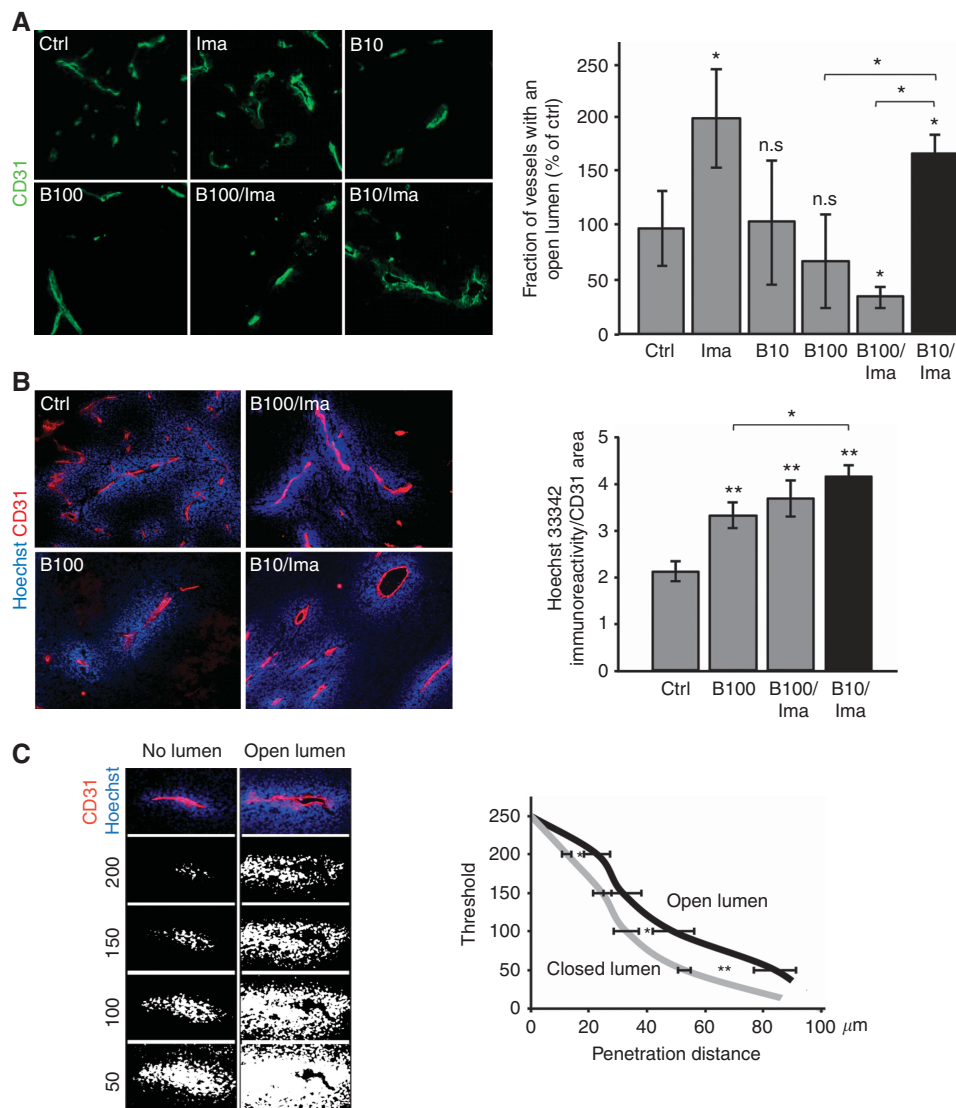 A
Ctrl
Ima
B10
B100
B100/Ima
B10/Ima
CD31
Fraction of vessels with an
open lumen (% of ctrl)
250
200
150
100
50
0
*
n.s
n.s
*
*
*
*
Ctrl
Ima
B10
B100
B100/
Ima
B10/
Ima
B
Ctrl
B100/Ima
B100
B10/Ima
Hoechst CD31
Hoechst 33342
immunoreactivity/CD31 area
5
4
3
2
1
0
*
**
**
**
Ctrl
B100
B100/
Ima
B10/
Ima
C
No lumen
Open lumen
CD31
Hoechst
200
150
100
50
Threshold
250
200
150
100
50
0
*
*
**
Open lumen
Closed lumen
0
20
40
60
80
100
μm
Penetration distance